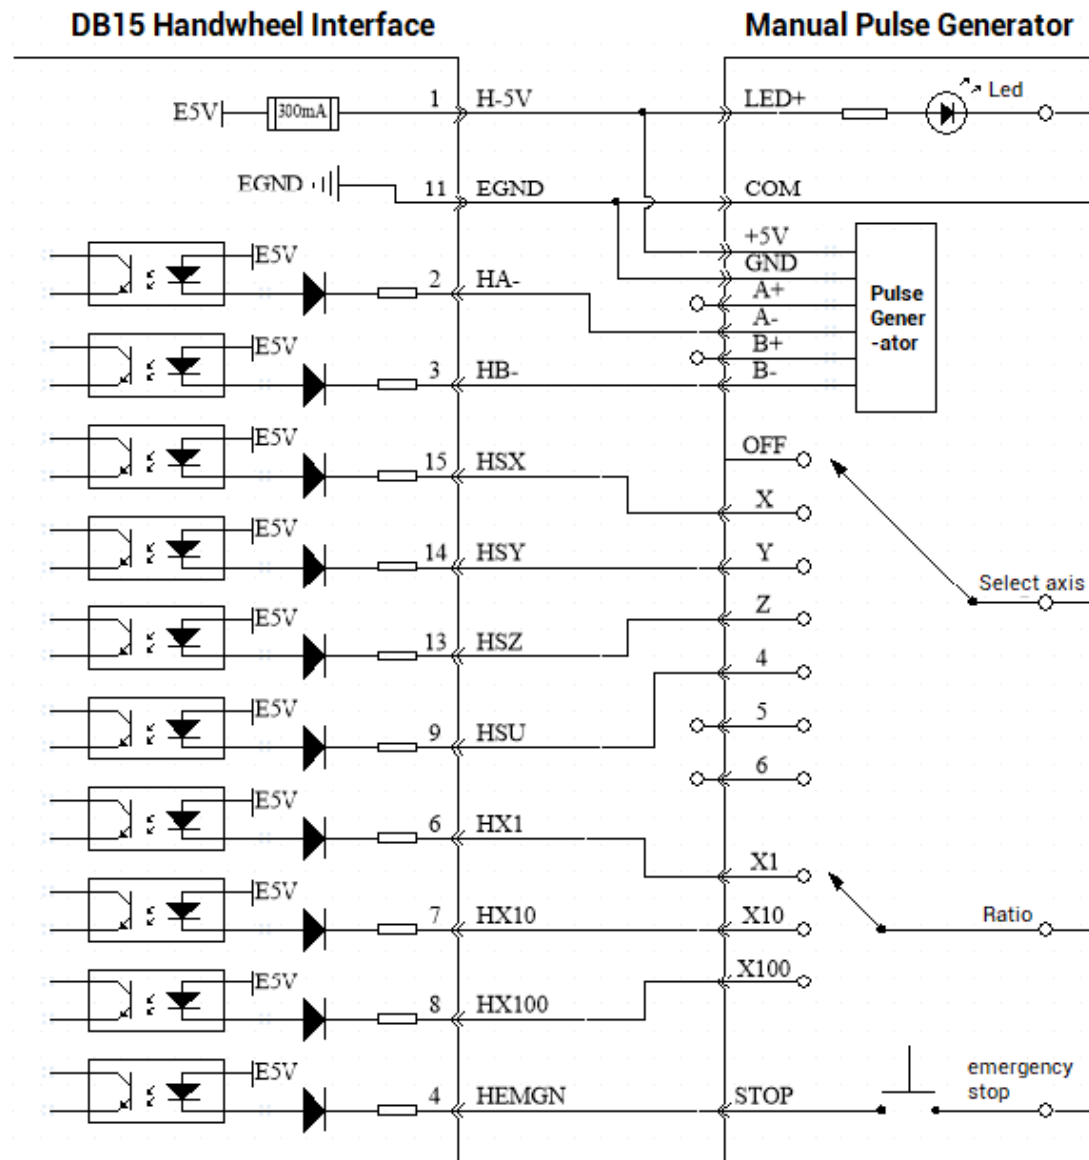 DB15 Handwheel Interface
Manual Pulse Generator
E5V 300mA 1 H-5V LED+ Led
EGND 11 EGND COM
+5V
GND
E5V
2 HA- A+
A-
Pulse
Gener
-ator
E5V
3 HB- B+
B-
E5V
15 HSX OFF
X
E5V
14 HSY Y
Select axis
E5V
13 HSZ Z
4
E5V
9 HSU 5
6
E5V
6 HX1 X1
E5V
7 HX10 X10 Ratio
E5V
8 HX100 X100
E5V
4 HEMGN STOP
emergency
stop